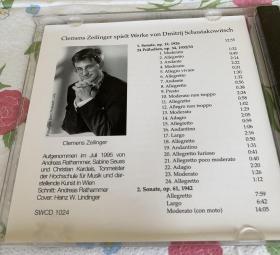 Clemens Zeilinger spielt Werke von Dmitrij Schostakowitsch
1. Sonate, op. 12, 1926
24 Präludien, op. 34, 1932/33
1. Moderato
2. Allegretto
3. Andante
4. Moderato
5. Allegro vivace
6. Allegretto
7. Andante
8. Allegretto
9. Presto
10. Moderato non troppo
11. Allegretto
12. Allegro non troppo
13. Moderato
14. Adagio
15. Allegretto
16. Andantino
17. Largo
18. Allegretto
19. Andantino
20. Allegretto furioso
21. Allegretto poco moderato
22. Adagio
23. Moderato
24. Allegretto
2. Sonate, op. 61, 1942
Allegretto 7:59
Largo 6:42
Moderato (con moto) 14:05
Clemens Zeilinger
Aufgenommen im Juli 1995 von
Andreas Rathammer, Sabine Seuss
und Christian Kardeis, Tonmeister
der Hochschule für Musik und dar-
stellende Kunst in Wien
Schnitt: Andreas Rathammer
Cover: Heinz W. Lindinger
SWCD 1024